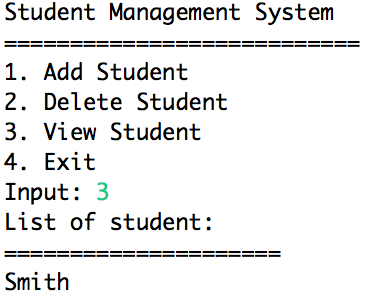 Student Management System
===========================
1. Add Student
2. Delete Student
3. View Student
4. Exit
Input: 3
List of student:
=====================
Smith